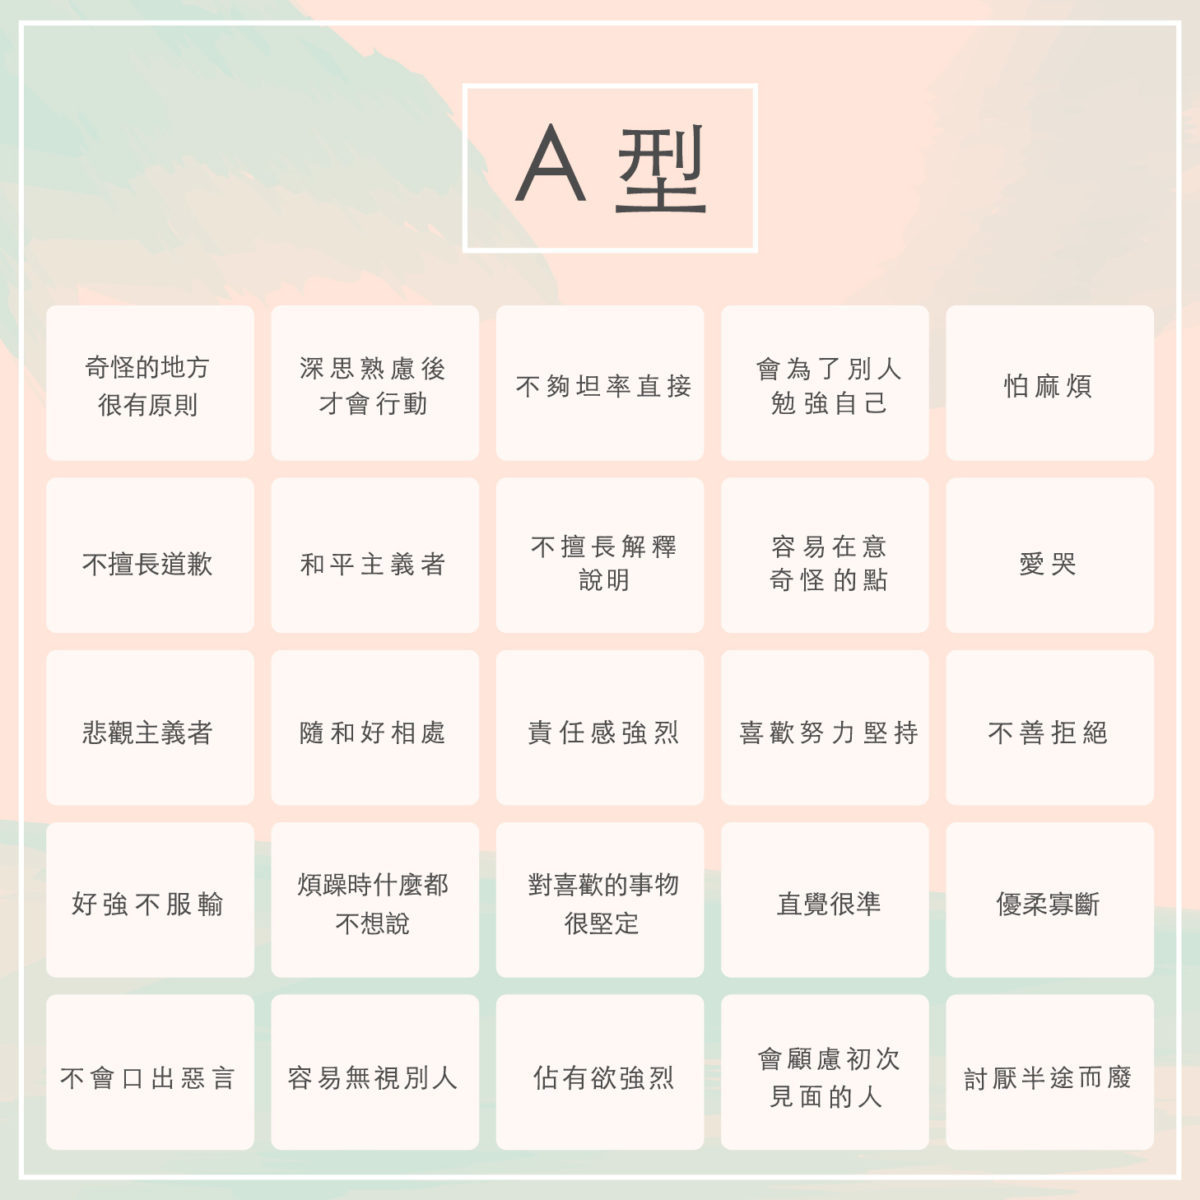 A 型
奇怪的地方
很有原則
深思熟慮後
才會行動
不夠坦率直接
會為了別人
勉強自己
怕麻煩
不擅長道歉
和平主義者
不擅長解釋
說明
容易在意
奇怪的點
愛哭
悲觀主義者
隨和好相處
責任感強烈
喜歡努力堅持
不善拒絕
好強不服輸
煩躁時什麼都
不想說
對喜歡的事物
很堅定
直覺很準
優柔寡斷
不會口出惡言
容易無視別人
佔有欲強烈
會顧慮初次
見面的人
討厭半途而廢